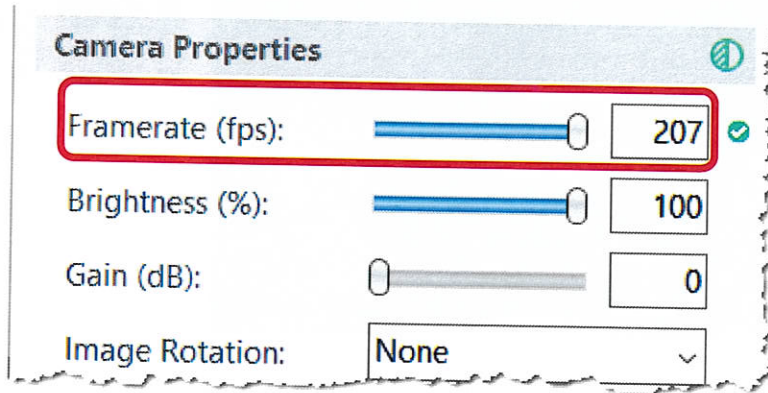 Camera Properties
Framerate (fps): 207
Brightness (%): 100
Gain (dB): 0
Image Rotation: None